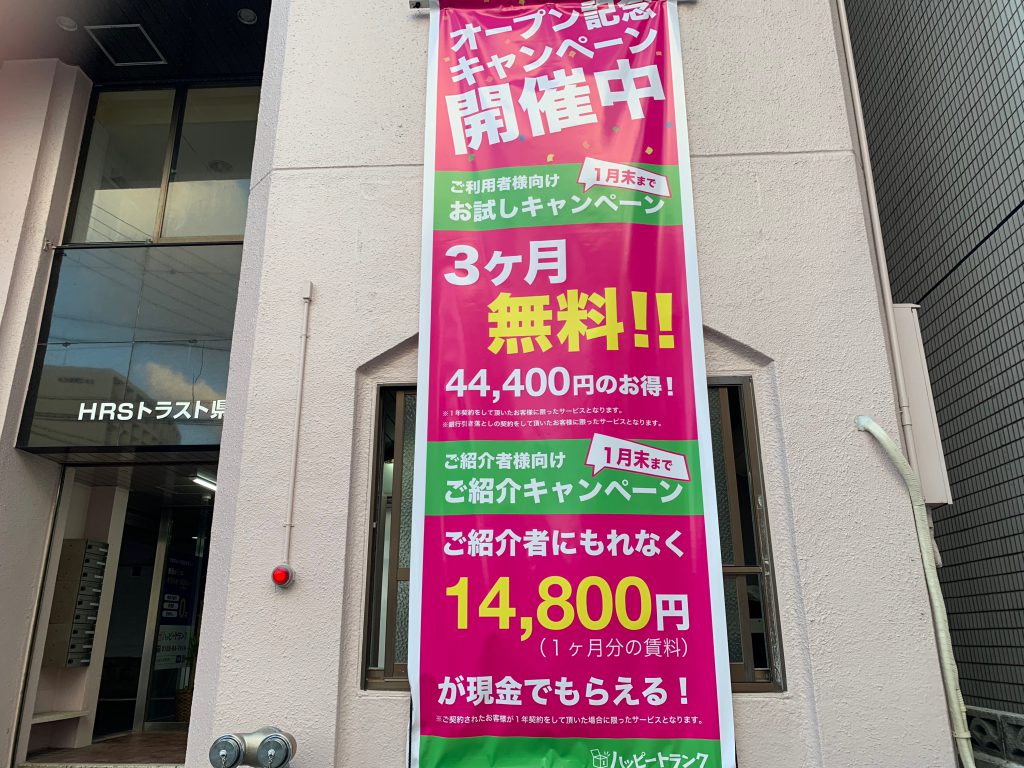 オープン記念
キャンペーン
開催中
ご利用者様向け
1月末まで
お試しキャンペーン
3ヶ月
無料!!
44,400円のお得!
※1年契約をして頂いたお客様に限ったサービスとなります。
※銀行引き落としの契約をして頂いたお客様に限ったサービスとなります。
ご紹介者様向け
1月末まで
ご紹介キャンペーン
ご紹介者にもれなく
14,800円
(1ヶ月分の賃料)
が現金でもらえる!
※ご契約されたお客様が1年契約をして頂いた場合に限ったサービスとなります。
ハッピートランク
HRSトラスト県
ハッピートランク